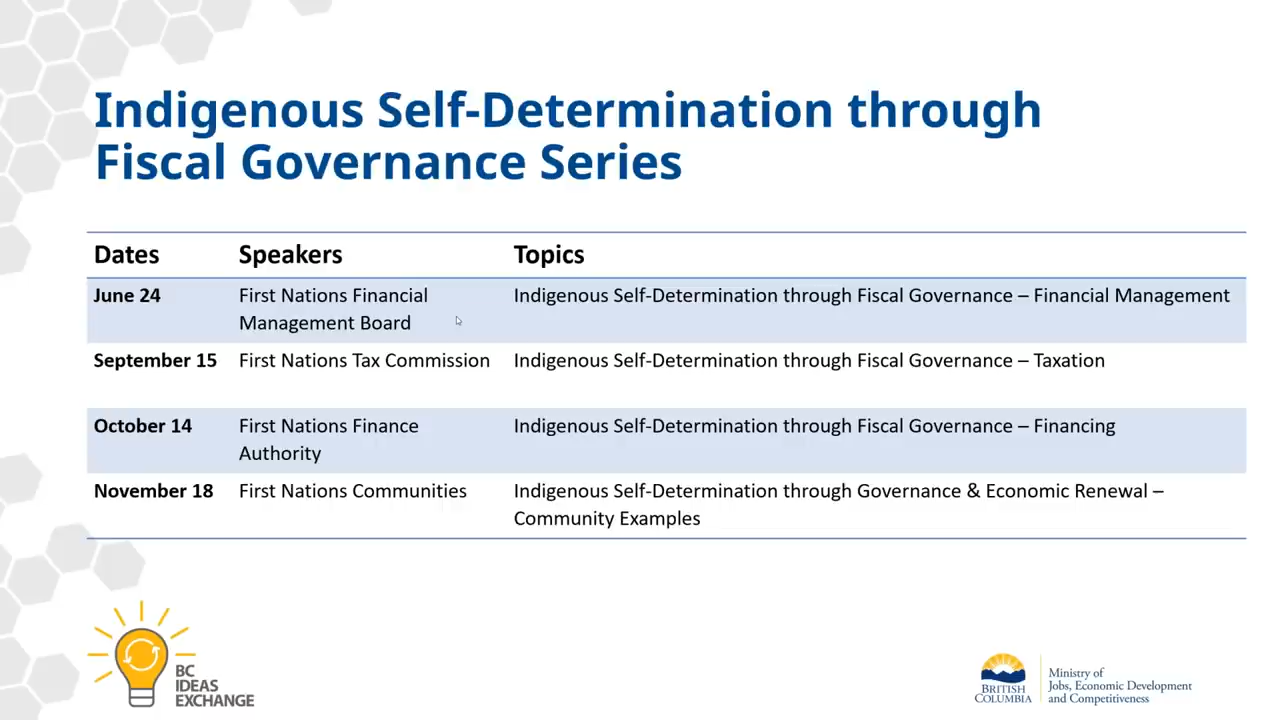 Indigenous Self-Determination through
Fiscal Governance Series
Dates Speakers Topics
June 24 First Nations Financial Indigenous Self-Determination through Fiscal Governance – Financial Management
Management Board
September 15 First Nations Tax Commission Indigenous Self-Determination through Fiscal Governance – Taxation
October 14 First Nations Finance Indigenous Self-Determination through Fiscal Governance – Financing
Authority
November 18 First Nations Communities Indigenous Self-Determination through Governance & Economic Renewal –
Community Examples
BC
IDEAS
EXCHANGE
BRITISH
COLUMBIA
Ministry of
Jobs, Economic Development
and Competitiveness